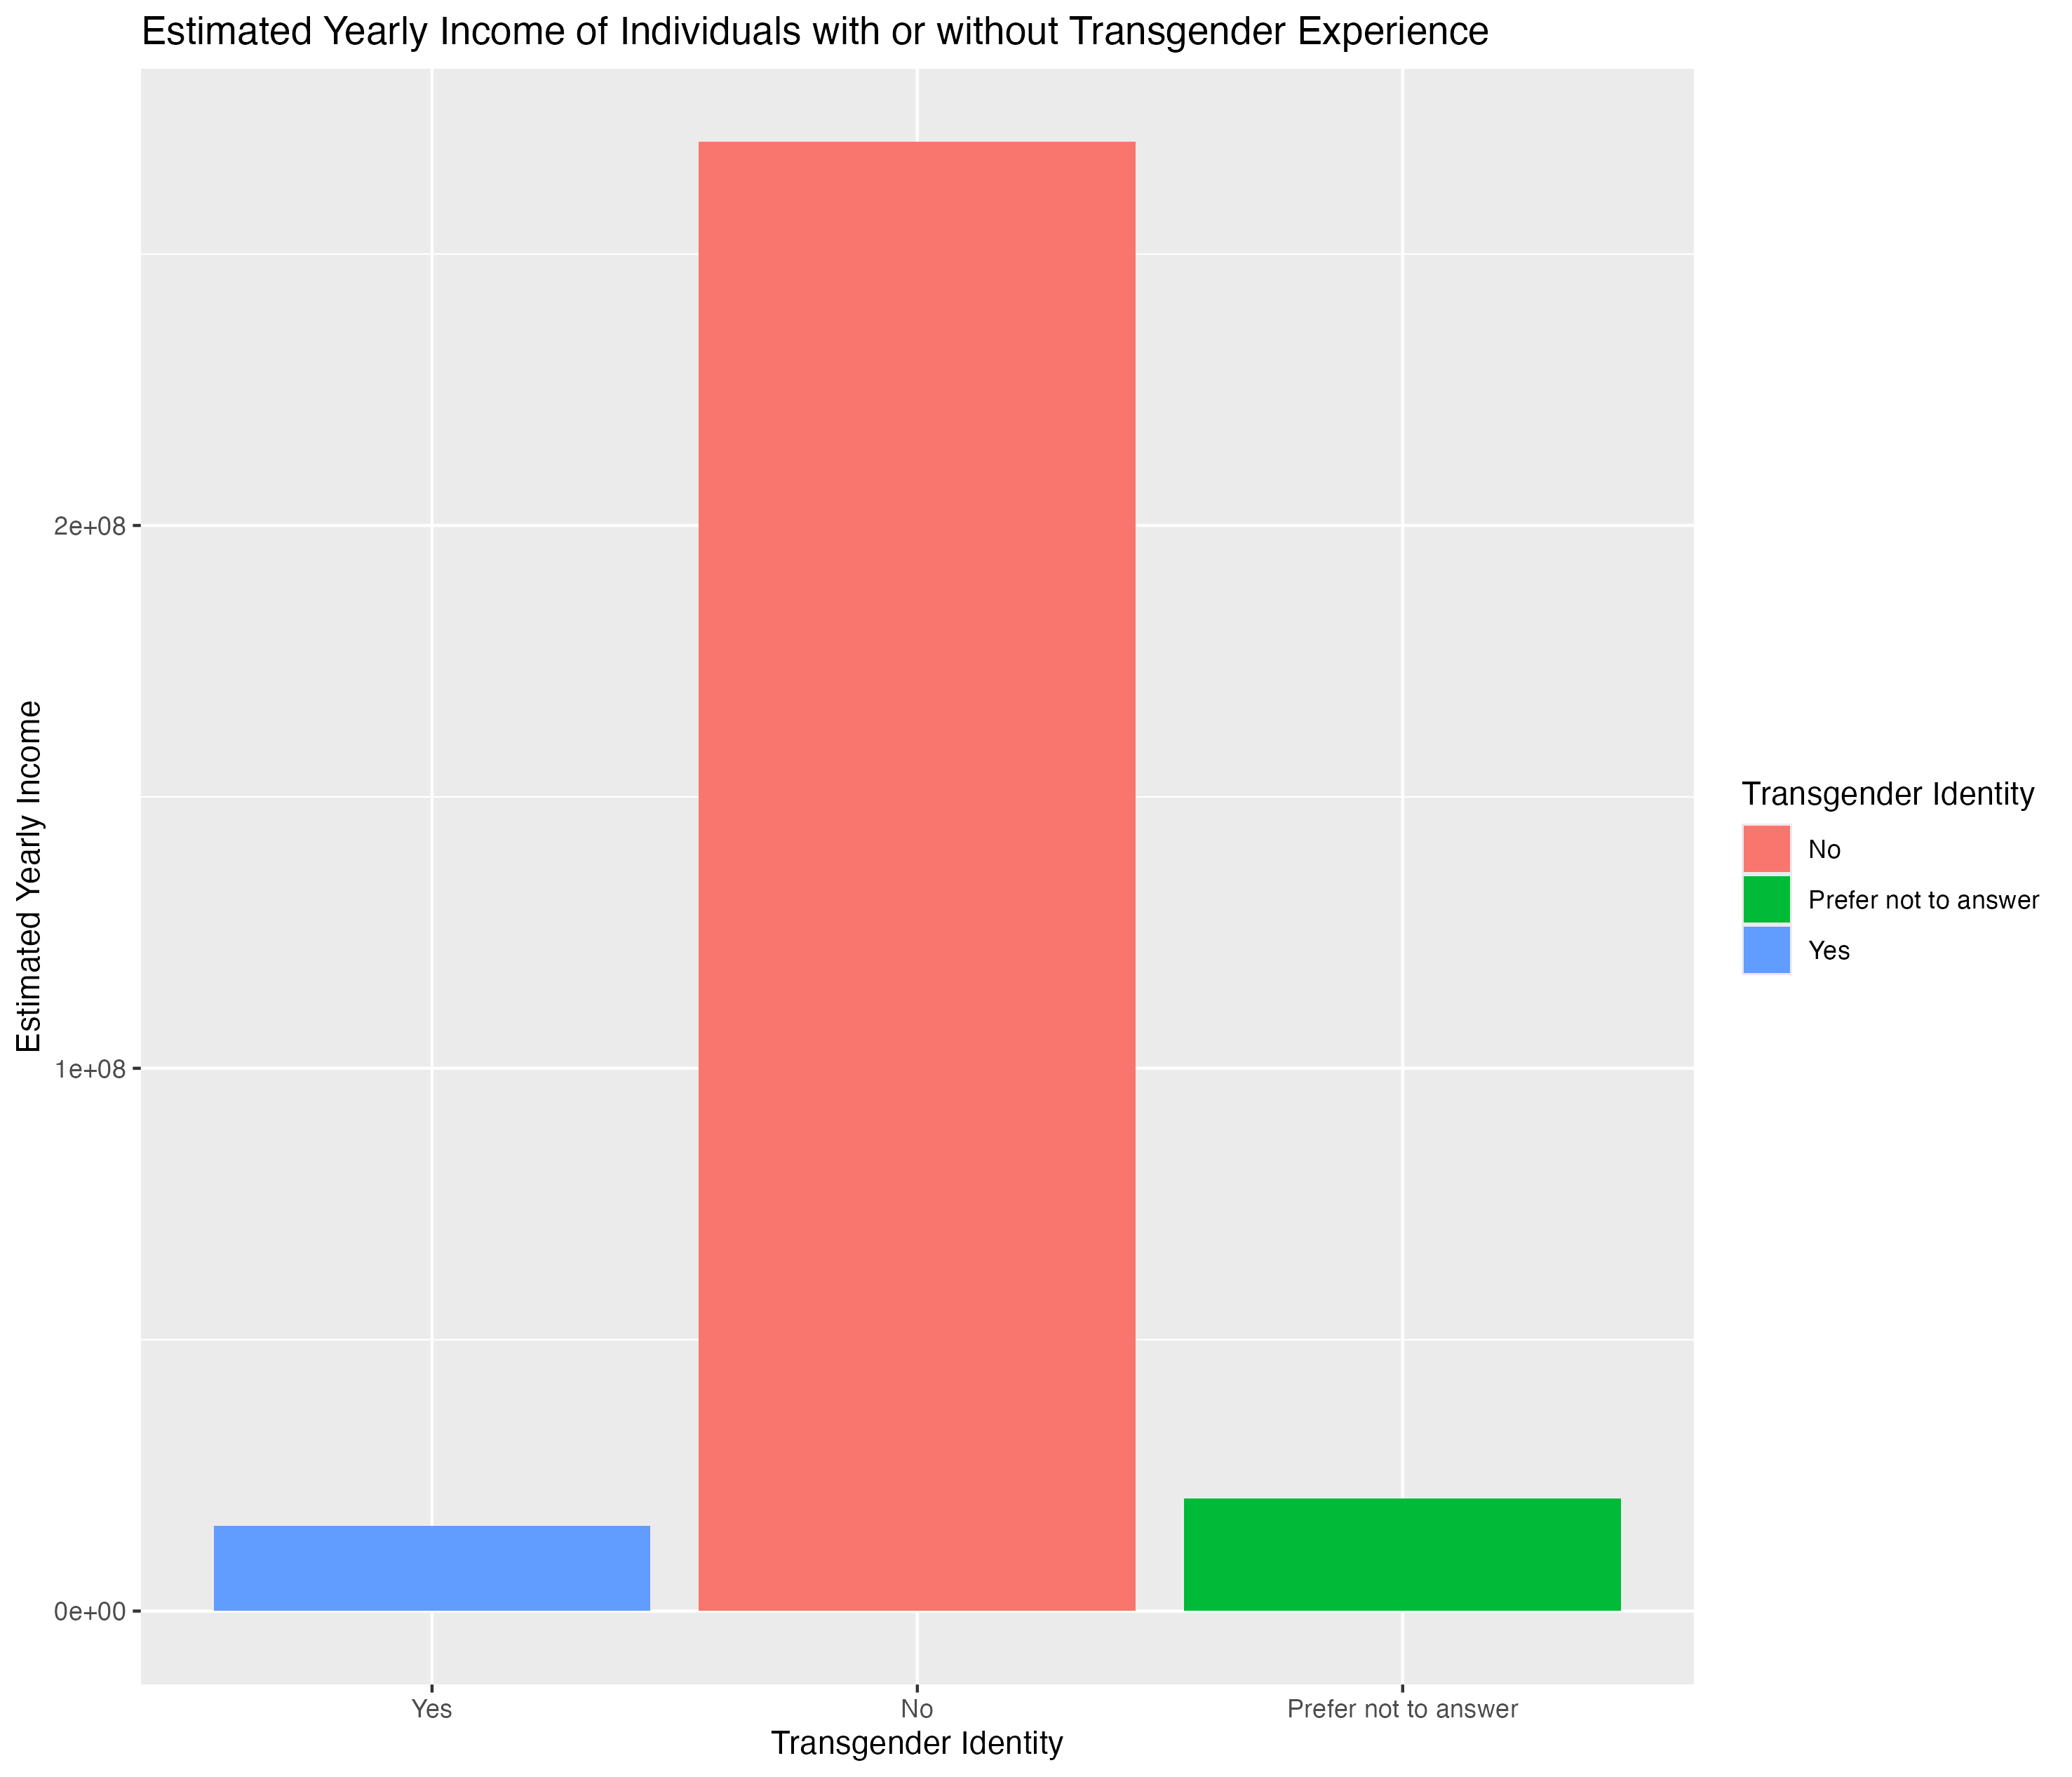 Estimated Yearly Income of Individuals with or without Transgender Experience
Estimated Yearly Income
2e+08
1e+08
0e+00
Yes
No
Prefer not to answer
Transgender Identity
Transgender Identity
No
Prefer not to answer
Yes